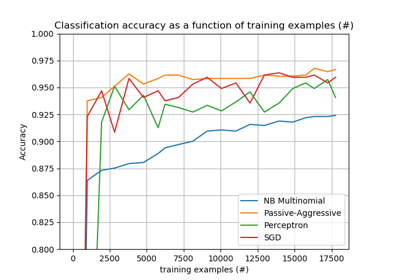 Classification accuracy as a function of training examples (#)
1.000
0.975
0.950
0.925
0.900
0.875
0.850
0.825
0.800
Accuracy
NB Multinomial
Passive-Aggressive
Perceptron
SGD
0 2500 5000 7500 10000 12500 15000 17500
training examples (#)